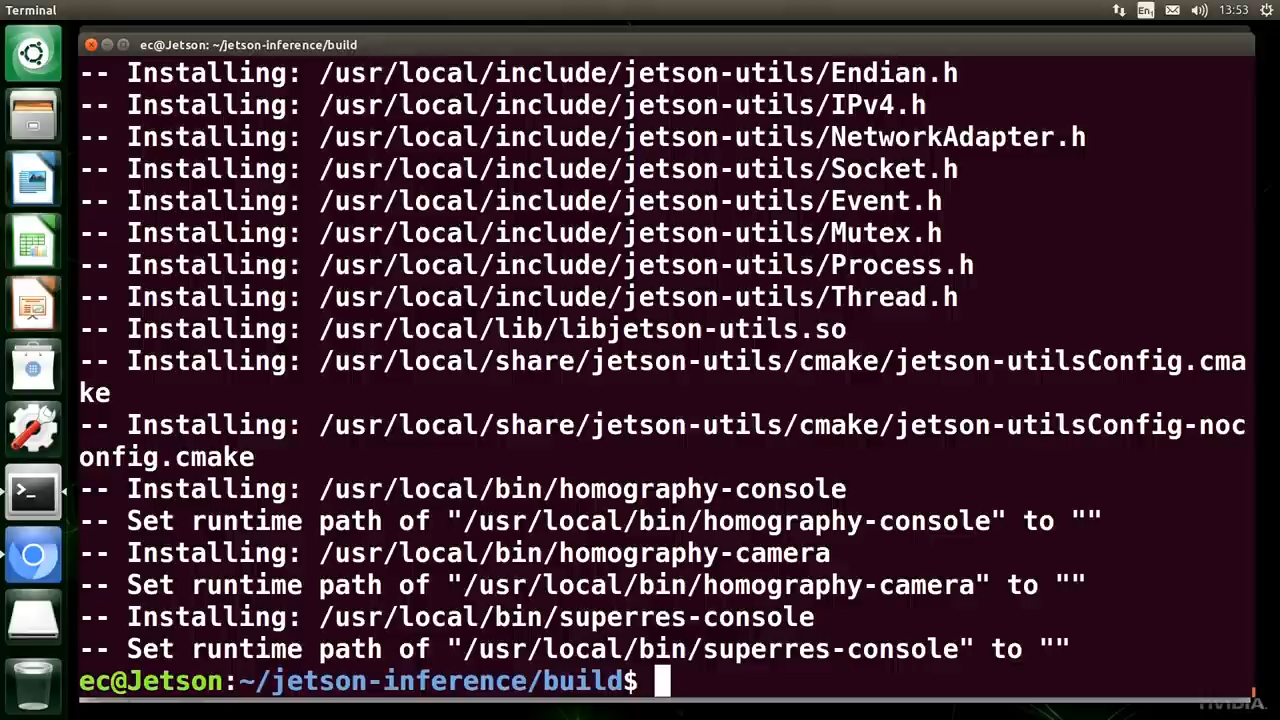 Terminal
En1
13:53
ec@Jetson: ~/jetson-inference/build
-- Installing: /usr/local/include/jetson-utils/Endian.h
-- Installing: /usr/local/include/jetson-utils/IPv4.h
-- Installing: /usr/local/include/jetson-utils/NetworkAdapter.h
-- Installing: /usr/local/include/jetson-utils/Socket.h
-- Installing: /usr/local/include/jetson-utils/Event.h
-- Installing: /usr/local/include/jetson-utils/Mutex.h
-- Installing: /usr/local/include/jetson-utils/Process.h
-- Installing: /usr/local/include/jetson-utils/Thread.h
-- Installing: /usr/local/lib/libjetson-utils.so
-- Installing: /usr/local/share/jetson-utils/cmake/jetson-utilsConfig.cma
ke
-- Installing: /usr/local/share/jetson-utils/cmake/jetson-utilsConfig-noc
onfig.cmake
-- Installing: /usr/local/bin/homography-console
-- Set runtime path of "/usr/local/bin/homography-console" to ""
-- Installing: /usr/local/bin/homography-camera
-- Set runtime path of "/usr/local/bin/homography-camera" to ""
-- Installing: /usr/local/bin/superres-console
-- Set runtime path of "/usr/local/bin/superres-console" to ""
ec@Jetson:~/jetson-inference/build$
NVIDIA.